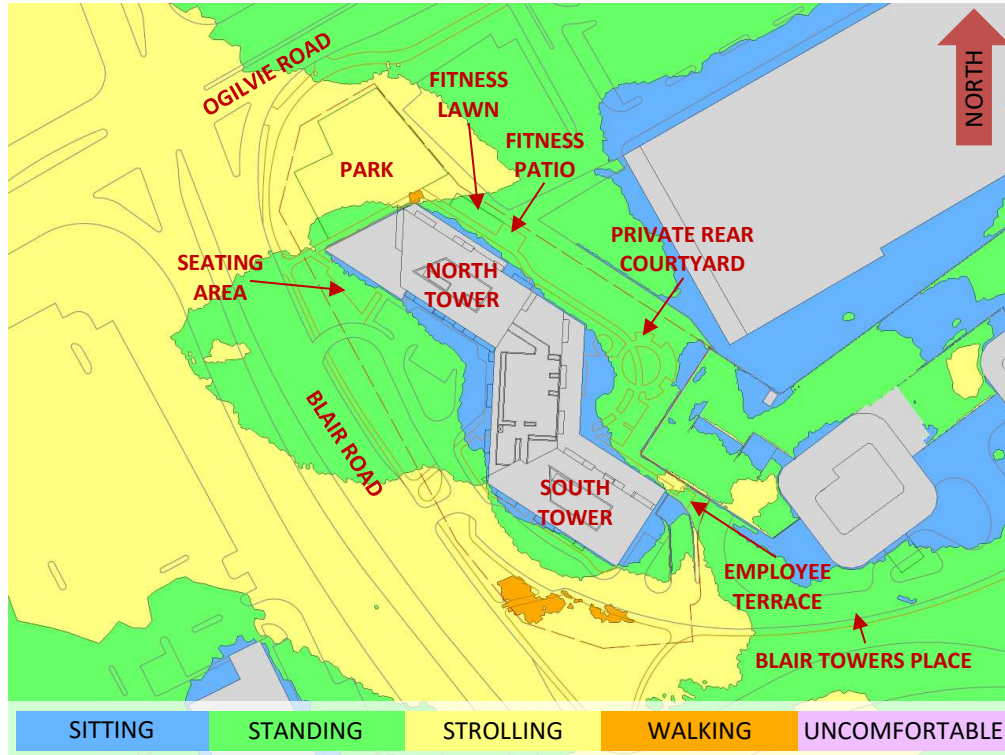 OGILVIE ROAD
NORTH
FITNESS
LAWN
FITNESS
PATIO
PARK
PRIVATE REAR
COURTYARD
SEATING
AREA
NORTH
TOWER
BLAIR ROAD
SOUTH
TOWER
EMPLOYEE
TERRACE
BLAIR TOWERS PLACE
SITTING STANDING STROLLING WALKING UNCOMFORTABLE